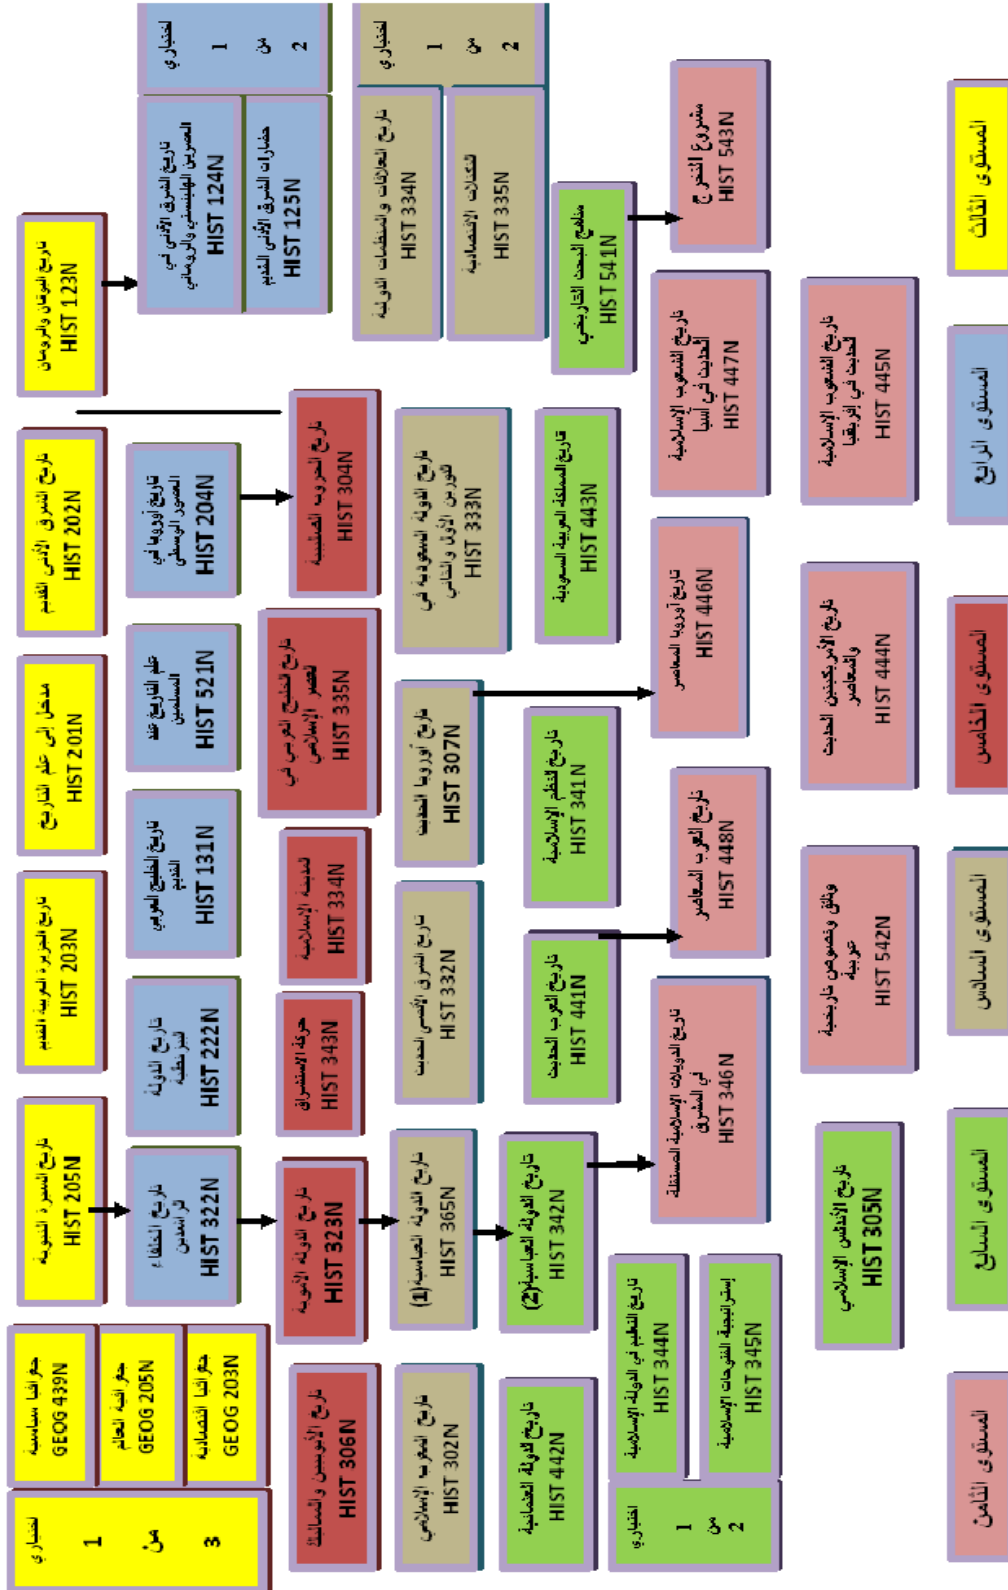 تاريخ اليونان والرومان
HIST 123N
تاريخ الشرق الأدنى القديم
HIST 202N
مدخل إلى علم التاريخ
HIST 201N
تاريخ الجزيرة العربية القديم
HIST 203N
تاريخ السيرة النبوية
HIST 205N
جغرافيا سياسية
GEOG 439N
جغرافية العالم
GEOG 205N
جغرافيا اقتصادية
GEOG 203N
اختياري
1
من
3
اختياري
1
من
2
تاريخ الشرق الأدنى في
العصرين الهلينستي والروماني
HIST 124N
حضارات الشرق الأدنى القديم
HIST 125N
تاريخ أوروبا في
العصور الوسطى
HIST 204N
علم التاريخ عند
المسلمين
HIST 521N
تاريخ الخليج العربي
القديم
HIST 131N
تاريخ الدولة
البيزنطية
HIST 222N
تاريخ الخلفاء
الراشدين
HIST 322N
تاريخ الحروب الصليبية
HIST 304N
تاريخ الخليج العربي في
العصر الإسلامي
HIST 335N
المدينة الإسلامية
HIST 334N
حركة الاستشراق
HIST 343N
تاريخ الدولة الأموية
HIST 323N
تاريخ الأيوبيين والمماليك
HIST 306N
اختياري
1
من
2
تاريخ العلاقات والمنظمات الدولية
HIST 334N
التكتلات الاقتصادية
HIST 335N
تاريخ الدولة السعودية في
الدورين الأول والثاني
HIST 333N
تاريخ أوروبا الحديث
HIST 307N
تاريخ الشرق الأقصى الحديث
HIST 332N
تاريخ الدولة العباسية(1)
HIST 365N
تاريخ المغرب الإسلامي
HIST 302N
مناهج البحث التاريخي
HIST 541N
تاريخ المملكة العربية السعودية
HIST 443N
تاريخ النظم الإسلامية
HIST 341N
تاريخ العرب الحديث
HIST 441N
تاريخ الدولة العباسية(2)
HIST 342N
تاريخ الدولة العثمانية
HIST 442N
تاريخ التعليم في الدولة الإسلامية
HIST 344N
إستراتيجية الفتوحات الإسلامية
HIST 345N
اختياري
1
من
2
مشروع التخرج
HIST 543N
تاريخ الشعوب الإسلامية
الحديث في آسيا
HIST 447N
تاريخ أوروبا المعاصر
HIST 446N
تاريخ العرب المعاصر
HIST 448N
تاريخ الدويلات الإسلامية المستقلة
في المشرق
HIST 346N
تاريخ الشعوب الإسلامية
الحديث في إفريقيا
HIST 445N
تاريخ الأمريكيتين الحديث
والمعاصر
HIST 444N
وثائق ونصوص تاريخية
عربية
HIST 542N
تاريخ الأندلس الإسلامي
HIST 305N
المستوى الثالث
المستوى الرابع
المستوى الخامس
المستوى السادس
المستوى السابع
المستوى الثامن